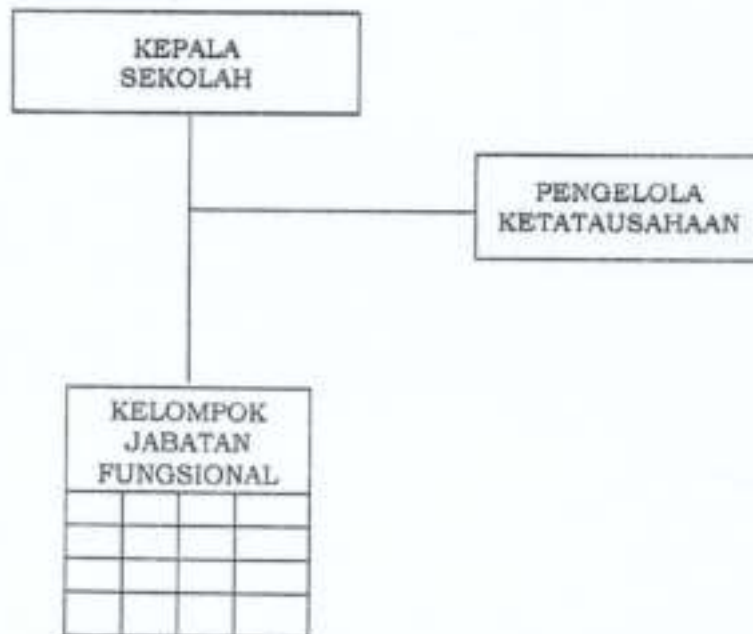 KEPALA
SEKOLAH
PENGELOLA
KETATAUSAHAAN
KELOMPOK
JABATAN
FUNGSIONAL